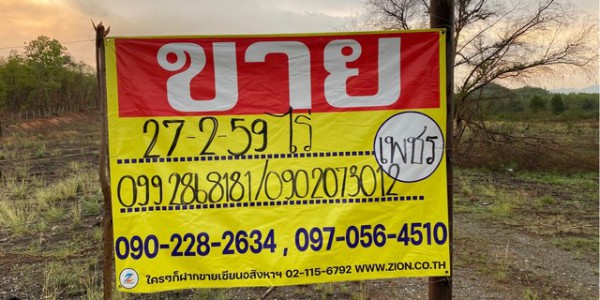 ขาย
27-2-59 ไร่
เพชร
099 2868181/090 2073012
090-228-2634 , 097-056-4510
ใครๆก็ฝากขายเซียนอสังหาฯ 02-115-6792 WWW.ZION.CO.TH